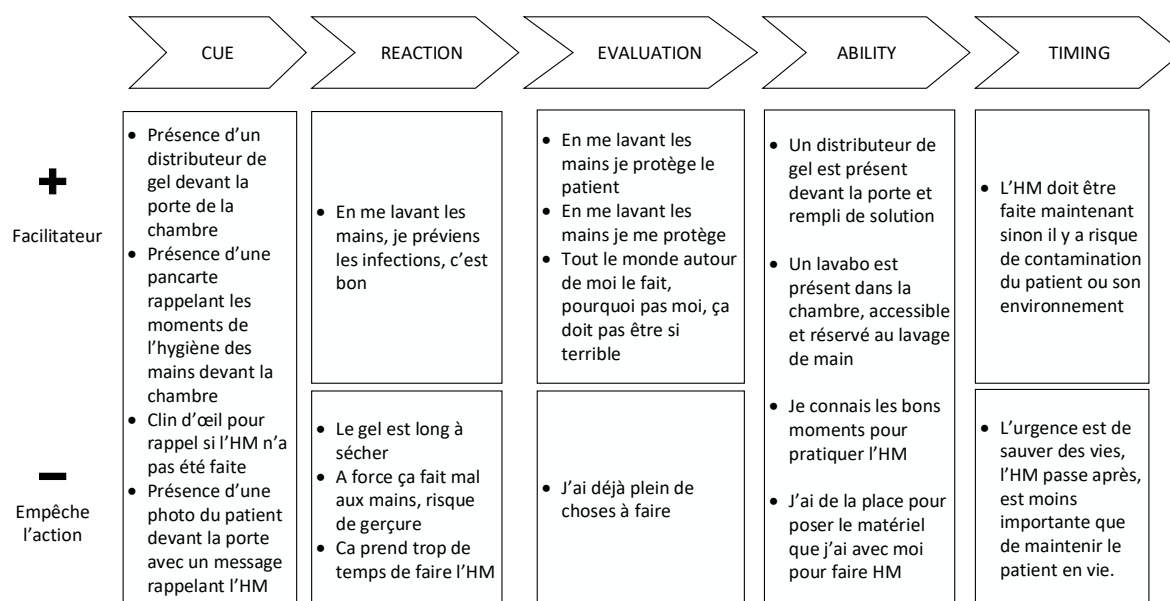 CUE
REACTION
EVALUATION
ABILITY
TIMING
+
Facilitateur
• Présence d'un
distributeur de
gel devant la
porte de la
chambre
• Présence d'une
pancarte
rappelant les
moments de
l'hygiène des
mains devant la
chambre
• Clin d'œil pour
rappel si l'HM n'a
pas été faite
• Présence d'une
photo du patient
devant la porte
avec un message
rappelant l'HM
• En me lavant les
mains, je préviens
les infections, c'est
bon
• En me lavant les
mains je protège le
patient
• En me lavant les
mains je me protège
• Tout le monde autour
de moi le fait,
pourquoi pas moi, ça
doit pas être si
terrible
• Un distributeur de
gel est présent
devant la porte et
rempli de solution
• Un lavabo est
présent dans la
chambre, accessible
et réservé au lavage
de main
• Je connais les bons
moments pour
pratiquer l'HM
• J'ai de la place pour
poser le matériel
que j'ai avec moi
pour faire HM
• L'HM doit être
faite maintenant
sinon il y a risque
de contamination
du patient ou son
environnement
−
Empêche
l'action
• Le gel est long à
sécher
• A force ça fait mal
aux mains, risque
de gerçure
• Ca prend trop de
temps de faire l'HM
• J'ai déjà plein de
choses à faire
• L'urgence est de
sauver des vies,
l'HM passe après,
est moins
importante que
de maintenir le
patient en vie.